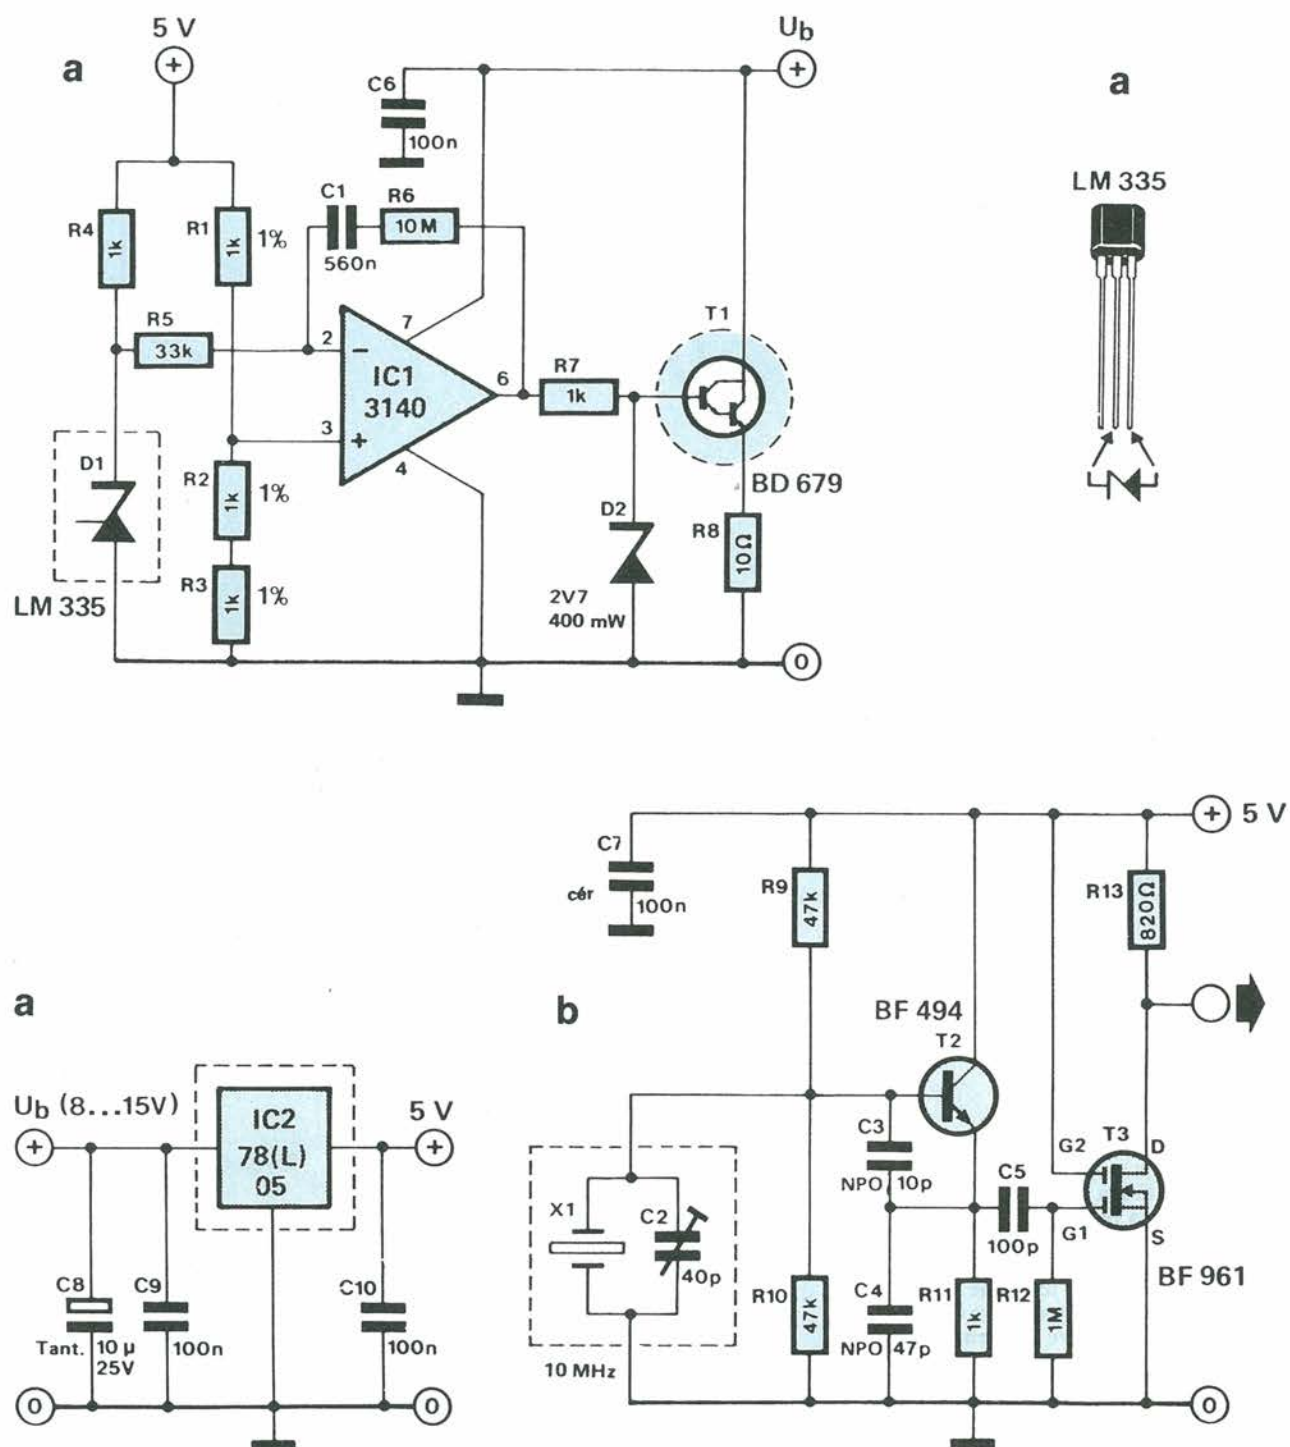 a
5 V
+
R4
1k
R1
1k
1%
R5
33k
C1
560n
R6
10 M
C6
100n
Ub
+
2
−
7
IC1
3140
3
+
4
6
R7
1k
T1
BD 679
D1
LM 335
R2
1k
1%
R3
1k
1%
D2
2V7
400 mW
R8
10Ω
0
a
LM 335
a
Ub (8...15V)
+
IC2
78(L)
05
5 V
+
C8
Tant.
10 µ
25V
C9
100n
C10
100n
0
0
b
C7
cér
100n
R9
47k
+
5 V
R13
820Ω
BF 494
T2
C3
NPO
10p
X1
C2
40p
10 MHz
R10
47k
C4
NPO
47p
R11
1k
C5
100p
R12
1M
G2
G1
T3
D
S
BF 961
0